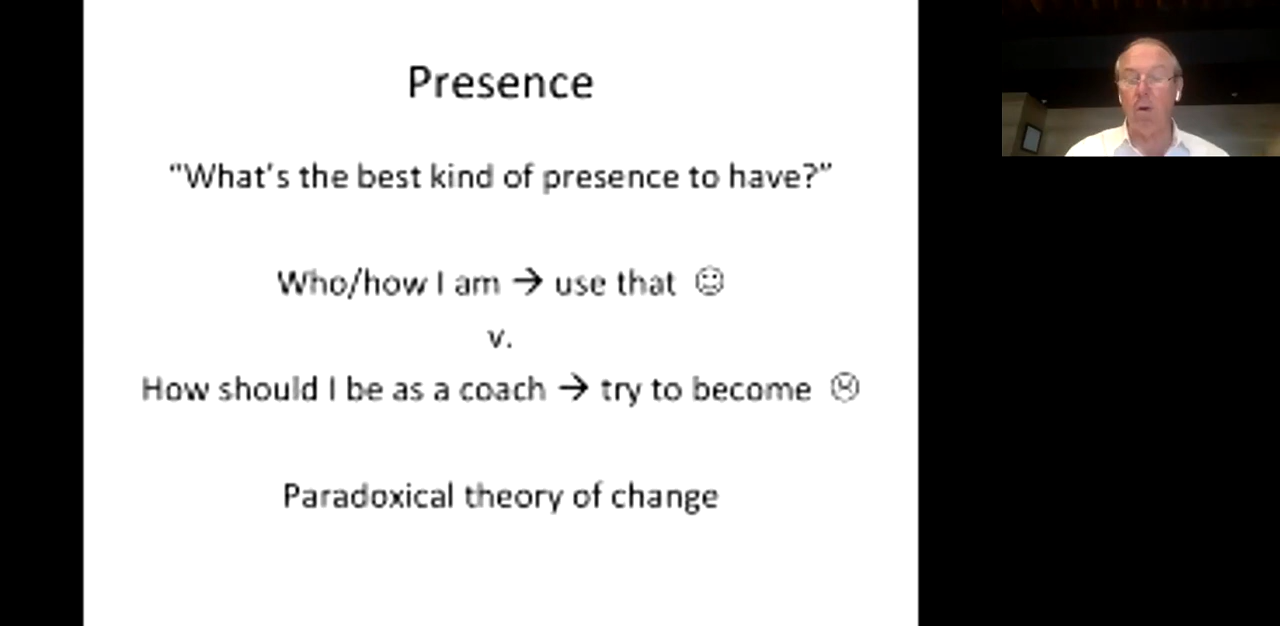 Presence
“What’s the best kind of presence to have?”
Who/how I am → use that ☺
v.
How should I be as a coach → try to become ☹
Paradoxical theory of change